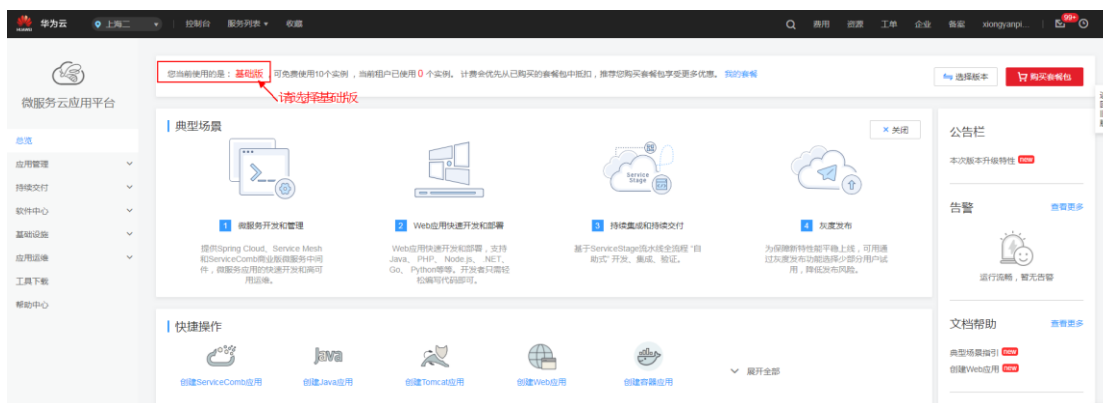 HUAWEI
华为云
上海二
控制台
服务列表
收藏
费用
资源
工单
企业
备案
xiongyanpi...
99+
微服务云应用平台
总览
应用管理
持续交付
软件中心
基础设施
应用运维
工具下载
帮助中心
您当前使用的是： 基础版 ，可免费使用10个实例 ，当前租户已使用 0 个实例。 计费会优先从已购买的套餐包中抵扣，推荐您购买套餐包享受更多优惠。 我的套餐
请选择基础版
选择版本
购买套餐包
典型场景
× 关闭
Service
Stage
1 微服务开发和管理
提供Spring Cloud、Service Mesh
和ServiceComb商业版微服务中间
件，微服务应用的快速开发和高可
用运维。
2 Web应用快速开发和部署
Web应用快速开发和部署，支持
Java、 PHP、 Node.js、 .NET、
Go、 Python等等。开发者只需轻
松编写代码即可。
3 持续集成和持续交付
基于ServiceStage流水线全流程 “自
助式” 开发、集成、验证。
4 灰度发布
为保障新特性能平稳上线，可用通
过灰度发布功能选择少部分用户试
用，降低发布风险。
快捷操作
创建ServiceComb应用
Java
创建Java应用
创建Tomcat应用
创建Web应用
创建容器应用
展开全部
公告栏
本次版本升级特性 new
告警
查看更多
运行流畅，暂无告警
文档帮助
查看更多
典型场景指引 new
创建Web应用 new